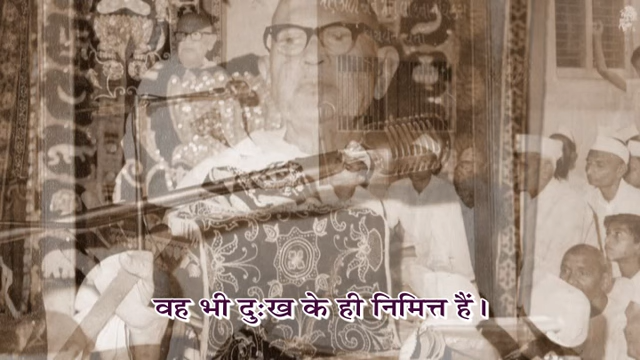 वह भी दुःख के ही निमित्त हैं।